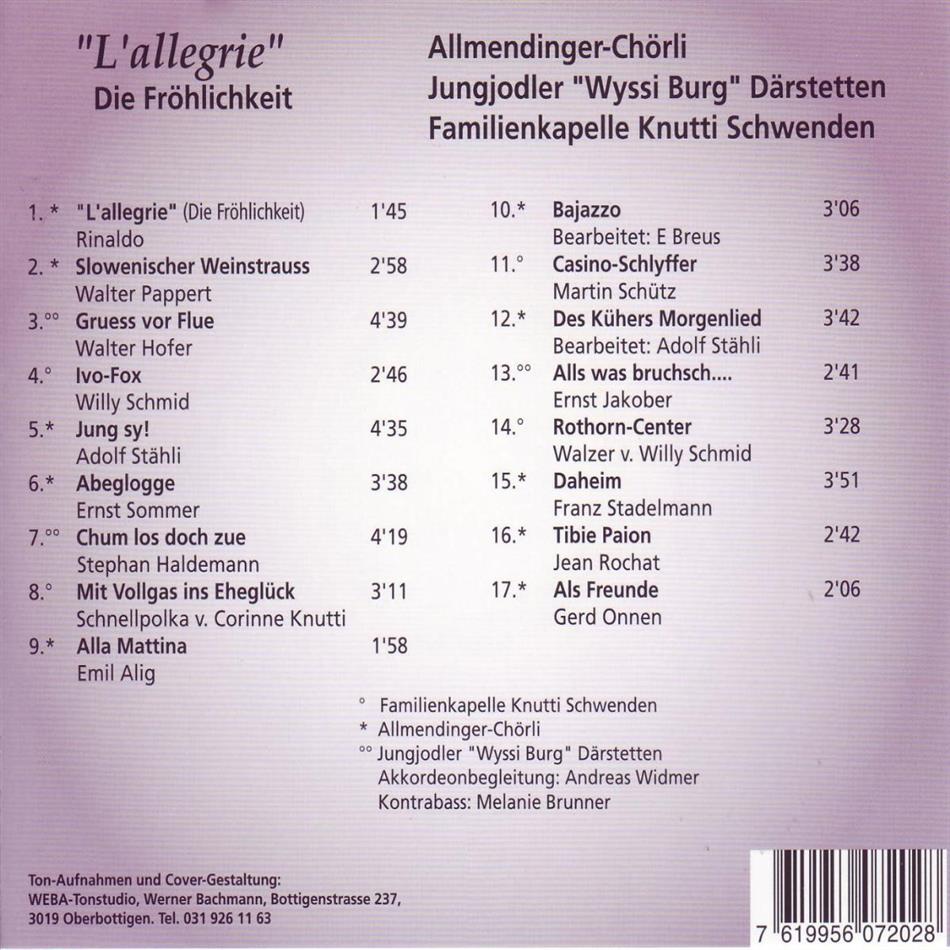 "L'allegrie"
Die Fröhlichkeit
Allmendinger-Chörli
Jungjodler "Wyssi Burg" Därstetten
Familienkapelle Knutti Schwenden
1. * "L'allegrie" (Die Fröhlichkeit) 1'45
Rinaldo
2. * Slowenischer Weinstrauss 2'58
Walter Pappert
3.°° Gruess vor Flue 4'39
Walter Hofer
4.° Ivo-Fox 2'46
Willy Schmid
5.* Jung sy! 4'35
Adolf Stähli
6.* Abeglogge 3'38
Ernst Sommer
7.°° Chum los doch zue 4'19
Stephan Haldemann
8.° Mit Vollgas ins Eheglück 3'11
Schnellpolka v. Corinne Knutti
9.* Alla Mattina 1'58
Emil Alig
10.* Bajazzo 3'06
Bearbeitet: E Breus
11.° Casino-Schlyffer 3'38
Martin Schütz
12.* Des Kühers Morgenlied 3'42
Bearbeitet: Adolf Stähli
13.°° Alls was bruchsch.... 2'41
Ernst Jakober
14.° Rothorn-Center 3'28
Walzer v. Willy Schmid
15.* Daheim 3'51
Franz Stadelmann
16.* Tibie Paion 2'42
Jean Rochat
17.* Als Freunde 2'06
Gerd Onnen
° Familienkapelle Knutti Schwenden
* Allmendinger-Chörli
°° Jungjodler "Wyssi Burg" Därstetten
Akkordeonbegleitung: Andreas Widmer
Kontrabass: Melanie Brunner
Ton-Aufnahmen und Cover-Gestaltung:
WEBA-Tonstudio, Werner Bachmann, Bottigenstrasse 237,
3019 Oberbottigen. Tel. 031 926 11 63
7 619956 072028